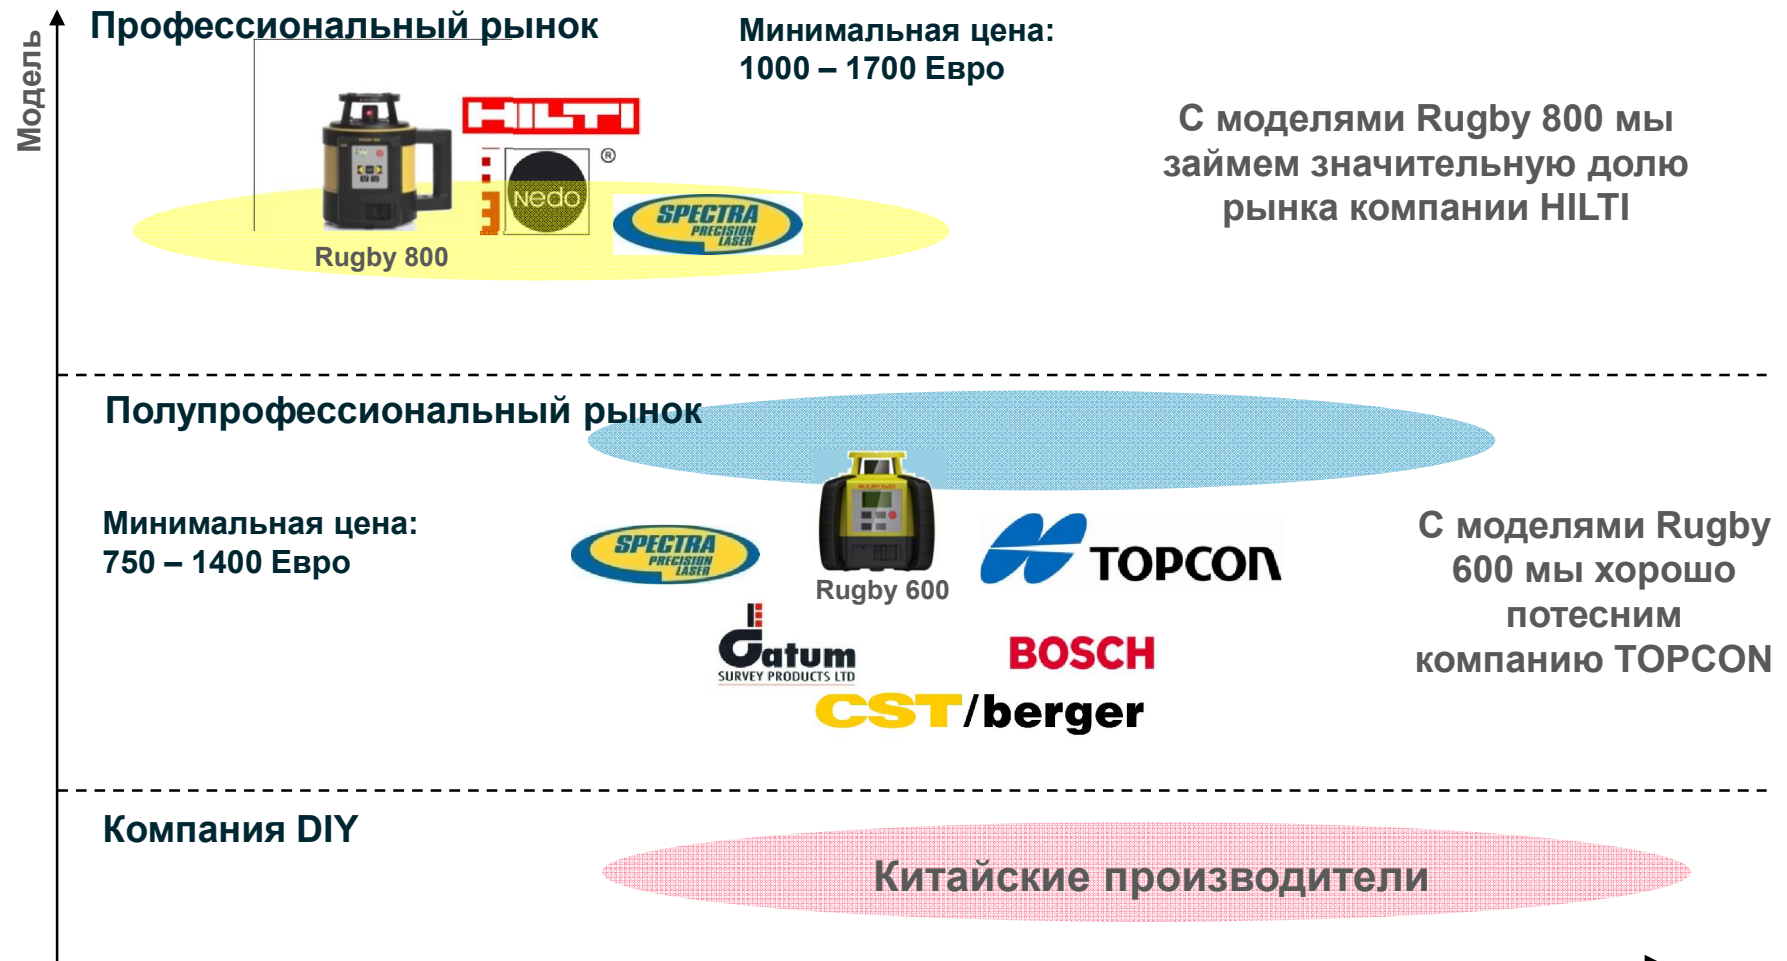 Модель
Профессиональный рынок
Минимальная цена:
1000 – 1700 Евро
HILTI
®
Nedo
SPECTRA
PRECISION
LASER
Rugby 800
С моделями Rugby 800 мы
займем значительную долю
рынка компании HILTI
Полупрофессиональный рынок
Минимальная цена:
750 – 1400 Евро
SPECTRA
PRECISION
LASER
Rugby 600
TOPCON
datum
SURVEY PRODUCTS LTD
BOSCH
CST/berger
С моделями Rugby
600 мы хорошо
потесним
компанию TOPCON
Компания DIY
Китайские производители